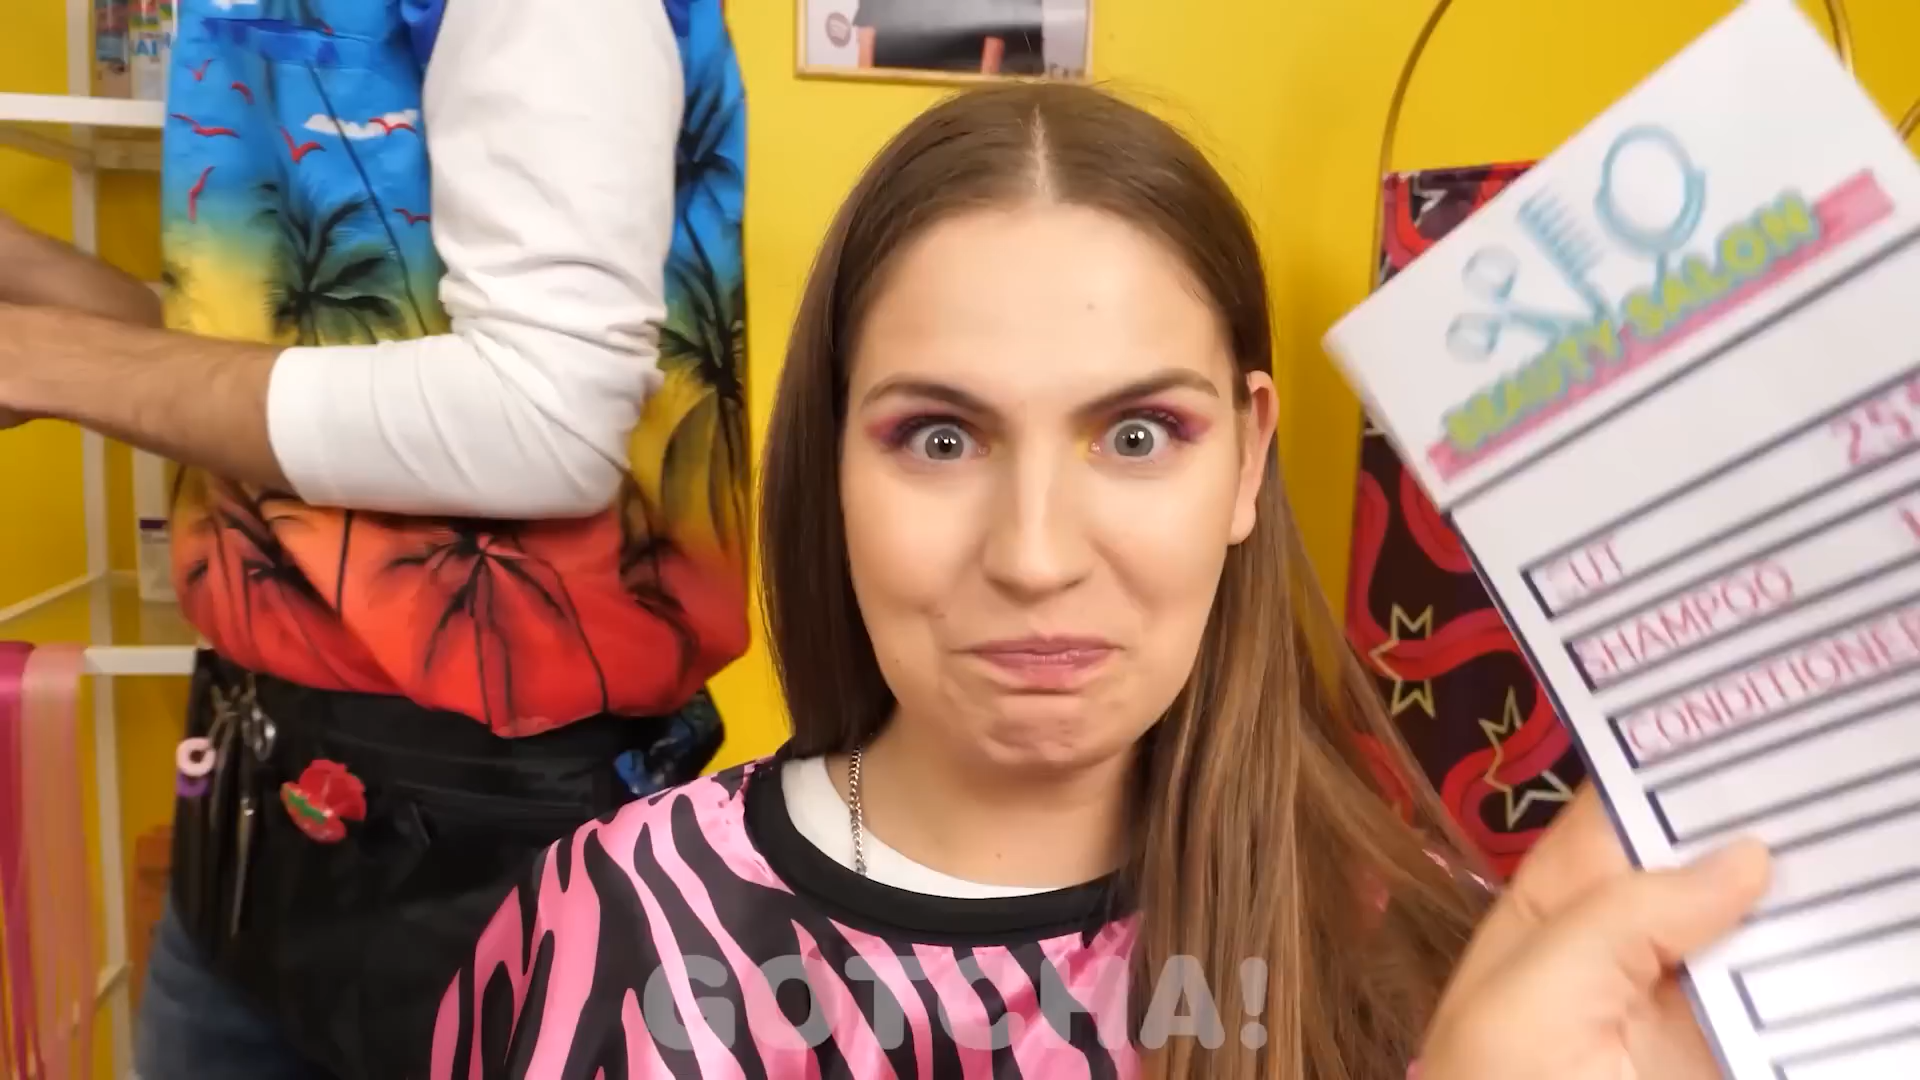 BEAUTY SALON
CUT 25$
SHAMPOO
CONDITIONER
GOTCHA!